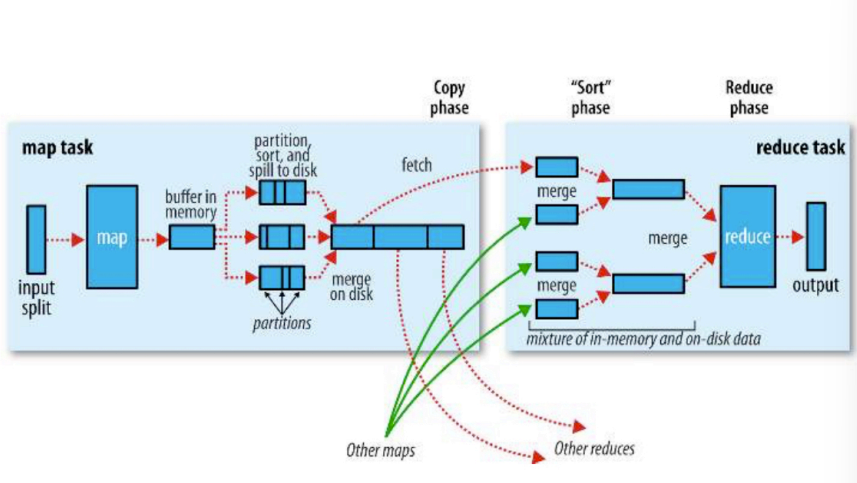 Copy
phase
“Sort”
phase
Reduce
phase
map task
partition,
sort, and
spill to disk
fetch
reduce task
buffer in
memory
merge
map
merge
reduce
input
split
merge
on disk
merge
output
partitions
mixture of in-memory and on-disk data
Other maps
Other reduces